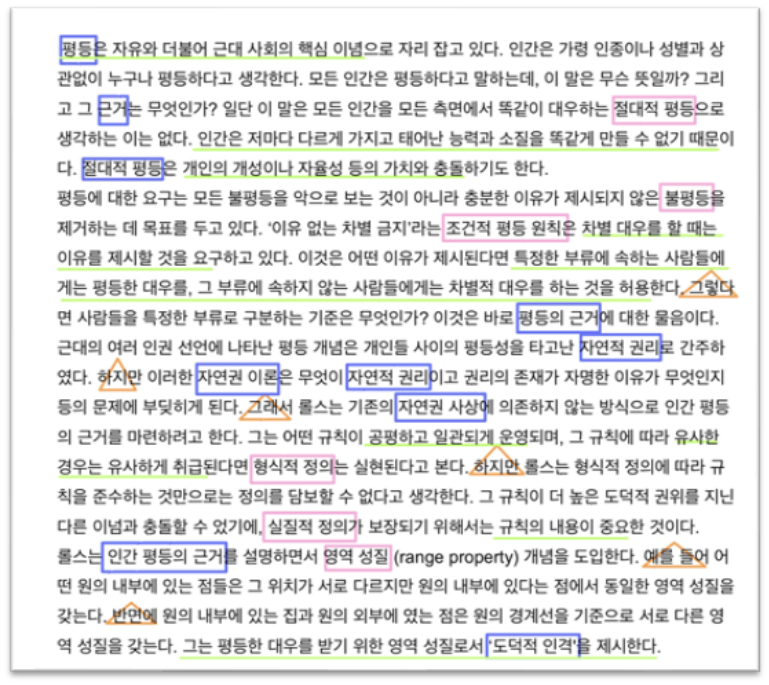 평등은 자유와 더불어 근대 사회의 핵심 이념으로 자리 잡고 있다. 인간은 가령 인종이나 성별과 상
관없이 누구나 평등하다고 생각한다. 모든 인간은 평등하다고 말하는데, 이 말은 무슨 뜻일까? 그리
고 그 근거는 무엇인가? 일단 이 말은 모든 인간을 모든 측면에서 똑같이 대우하는 절대적 평등으로
생각하는 이는 없다. 인간은 저마다 다르게 가지고 태어난 능력과 소질을 똑같게 만들 수 없기 때문이
다. 절대적 평등은 개인의 개성이나 자율성 등의 가치와 충돌하기도 한다.
평등에 대한 요구는 모든 불평등을 악으로 보는 것이 아니라 충분한 이유가 제시되지 않은 불평등을
제거하는 데 목표를 두고 있다. ‘이유 없는 차별 금지’라는 조건적 평등 원칙은 차별 대우를 할 때는
이유를 제시할 것을 요구하고 있다. 이것은 어떤 이유가 제시된다면 특정한 부류에 속하는 사람들에
게는 평등한 대우를, 그 부류에 속하지 않는 사람들에게는 차별적 대우를 하는 것을 허용한다. 그렇다
면 사람들을 특정한 부류로 구분하는 기준은 무엇인가? 이것은 바로 평등의 근거에 대한 물음이다.
근대의 여러 인권 선언에 나타난 평등 개념은 개인들 사이의 평등성을 타고난 자연적 권리로 간주하
였다. 하지만 이러한 자연권 이론은 무엇이 자연적 권리이고 권리의 존재가 자명한 이유가 무엇인지
등의 문제에 부딪히게 된다. 그래서 롤스는 기존의 자연권 사상에 의존하지 않는 방식으로 인간 평등
의 근거를 마련하려고 한다. 그는 어떤 규칙이 공평하고 일관되게 운영되며, 그 규칙에 따라 유사한
경우는 유사하게 취급된다면 형식적 정의는 실현된다고 본다. 하지만 롤스는 형식적 정의에 따라 규
칙을 준수하는 것만으로는 정의를 담보할 수 없다고 생각한다. 그 규칙이 더 높은 도덕적 권위를 지닌
다른 이념과 충돌할 수 있기에, 실질적 정의가 보장되기 위해서는 규칙의 내용이 중요한 것이다.
롤스는 인간 평등의 근거를 설명하면서 영역 성질 (range property) 개념을 도입한다. 예를 들어 어
떤 원의 내부에 있는 점들은 그 위치가 서로 다르지만 원의 내부에 있다는 점에서 동일한 영역 성질을
갖는다. 반면에 원의 내부에 있는 집과 원의 외부에 였는 점은 원의 경계선을 기준으로 서로 다른 영
역 성질을 갖는다. 그는 평등한 대우를 받기 위한 영역 성질로서 ‘도덕적 인격’을 제시한다.